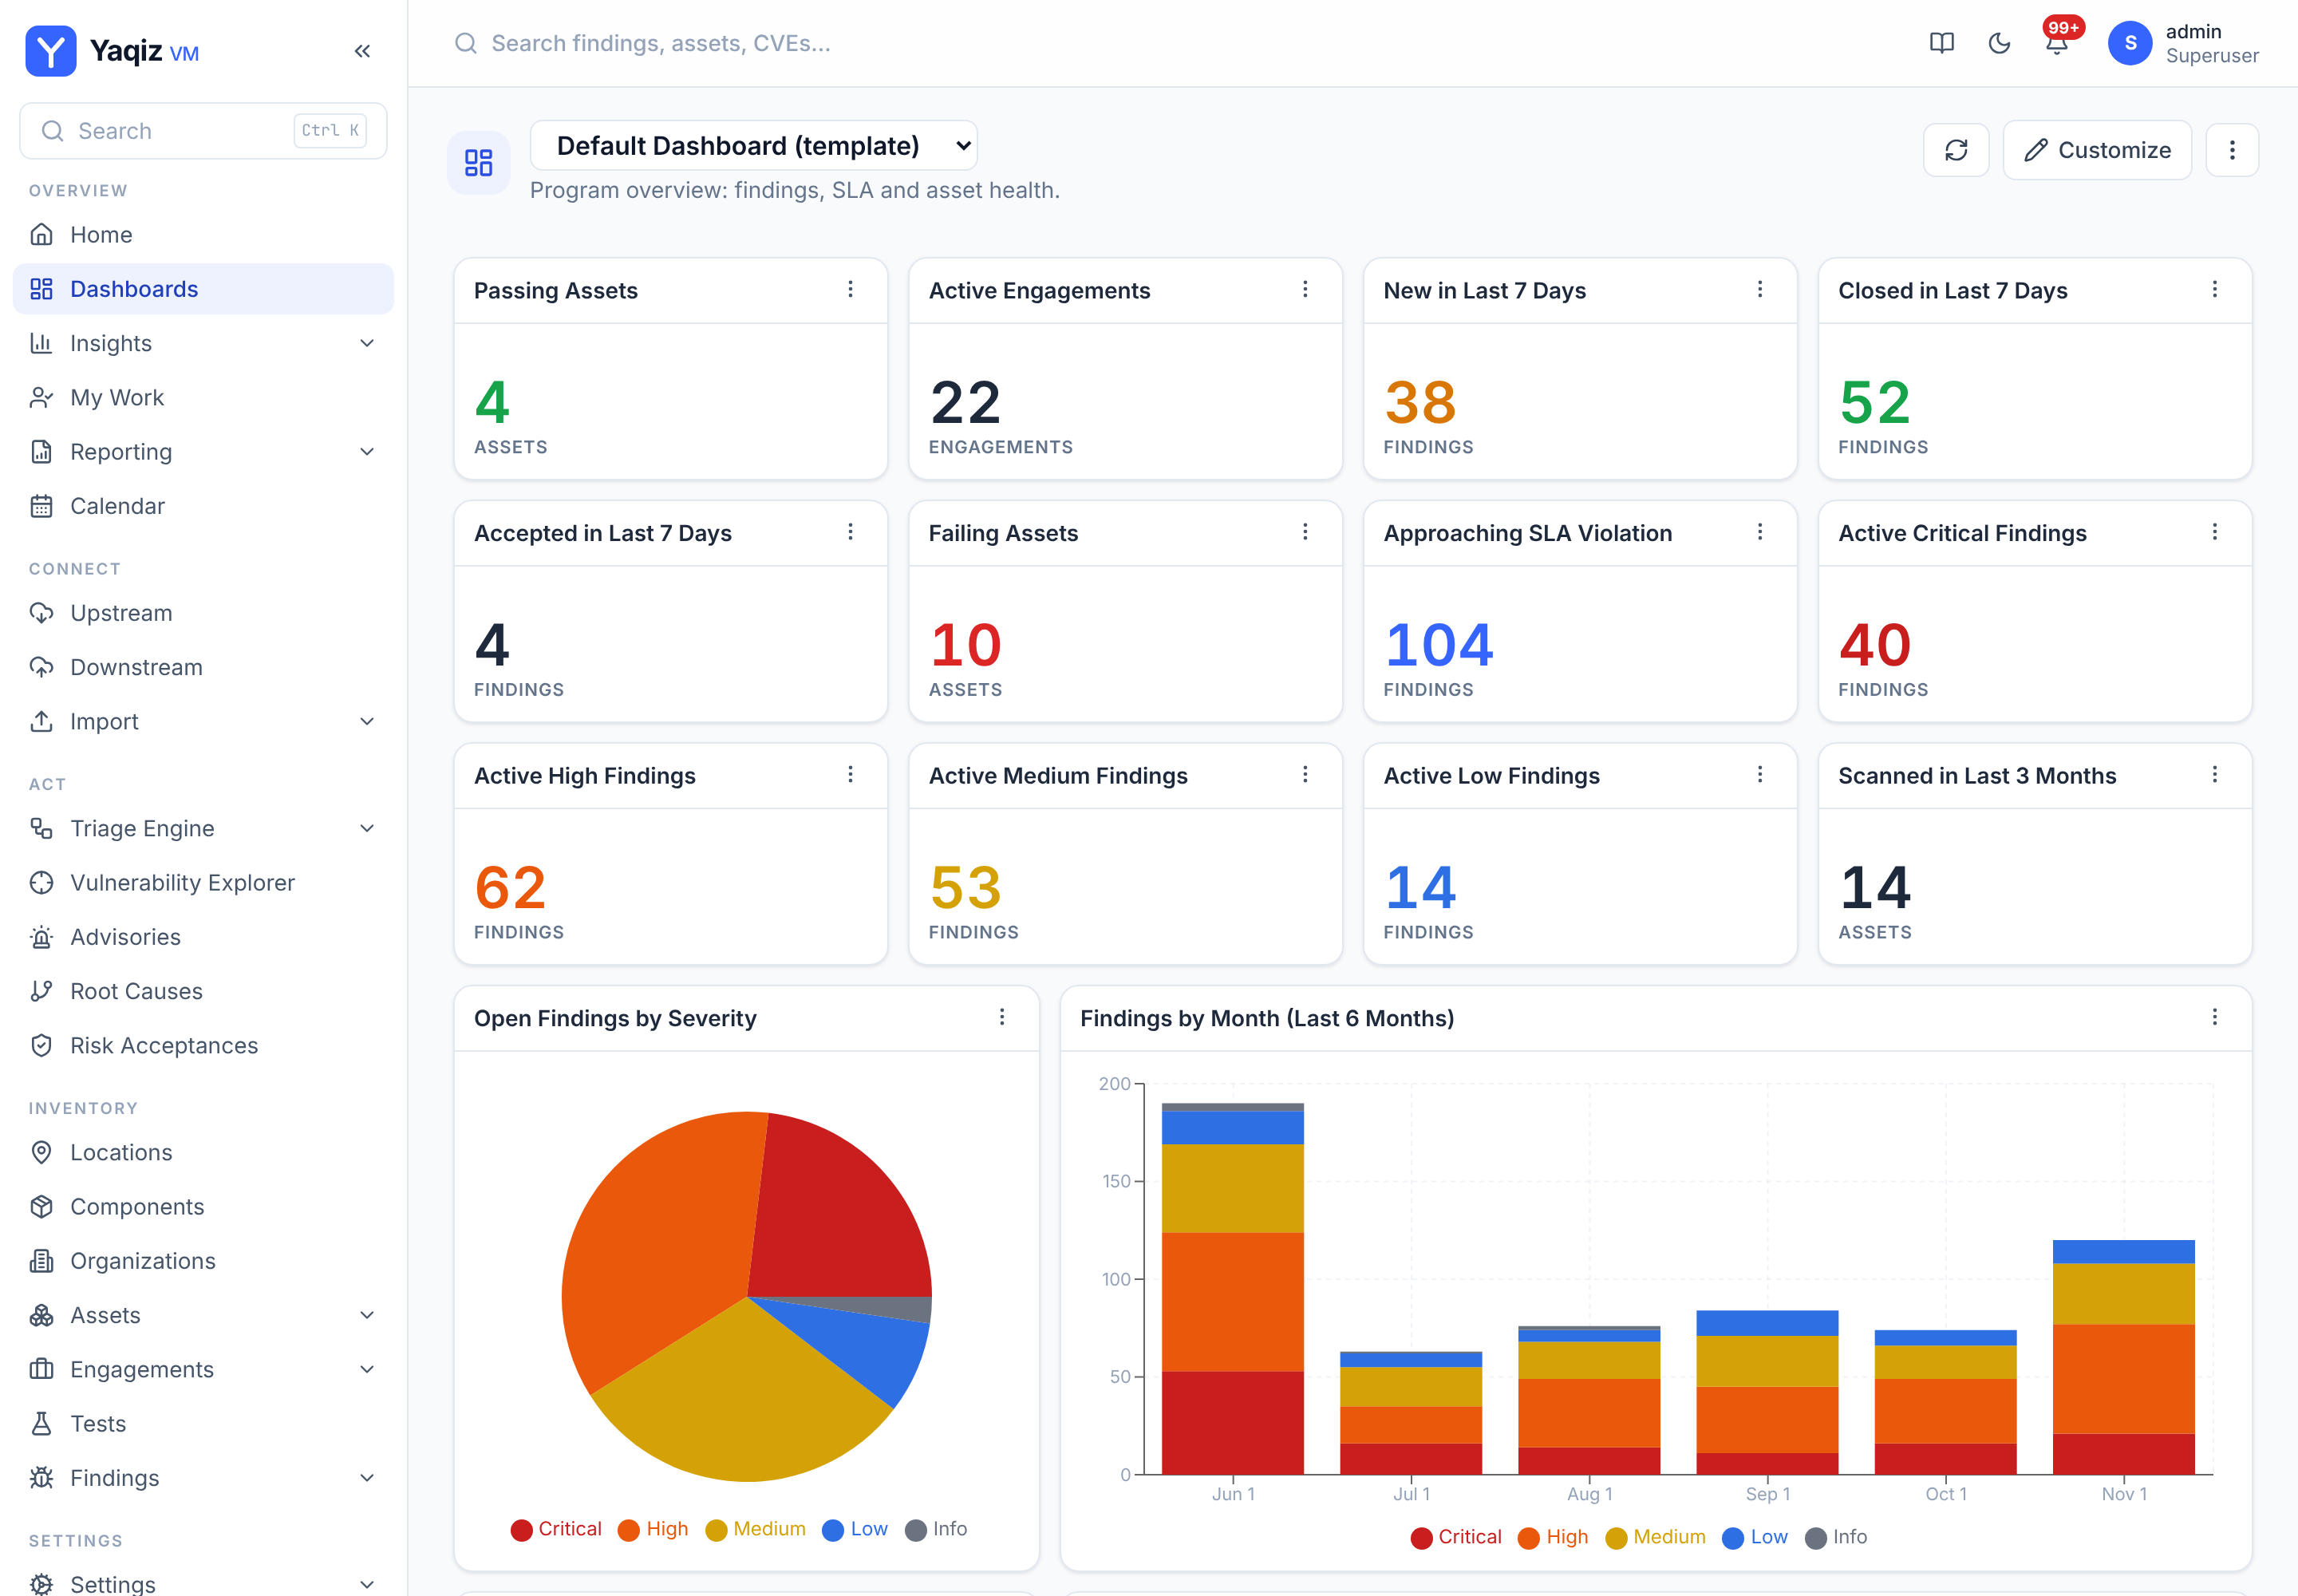 Yaqiz VM
Search Ctrl K
OVERVIEW
Home
Dashboards
Insights
My Work
Reporting
Calendar
CONNECT
Upstream
Downstream
Import
ACT
Triage Engine
Vulnerability Explorer
Advisories
Root Causes
Risk Acceptances
INVENTORY
Locations
Components
Organizations
Assets
Engagements
Tests
Findings
SETTINGS
Settings
Search findings, assets, CVEs...
99+
S
admin
Superuser
Default Dashboard (template)
Program overview: findings, SLA and asset health.
Customize
Passing Assets
4
ASSETS
Active Engagements
22
ENGAGEMENTS
New in Last 7 Days
38
FINDINGS
Closed in Last 7 Days
52
FINDINGS
Accepted in Last 7 Days
4
FINDINGS
Failing Assets
10
ASSETS
Approaching SLA Violation
104
FINDINGS
Active Critical Findings
40
FINDINGS
Active High Findings
62
FINDINGS
Active Medium Findings
53
FINDINGS
Active Low Findings
14
FINDINGS
Scanned in Last 3 Months
14
ASSETS
Open Findings by Severity
Critical High Medium Low Info
Findings by Month (Last 6 Months)
200
150
100
50
0
Jun 1 Jul 1 Aug 1 Sep 1 Oct 1 Nov 1
Critical High Medium Low Info